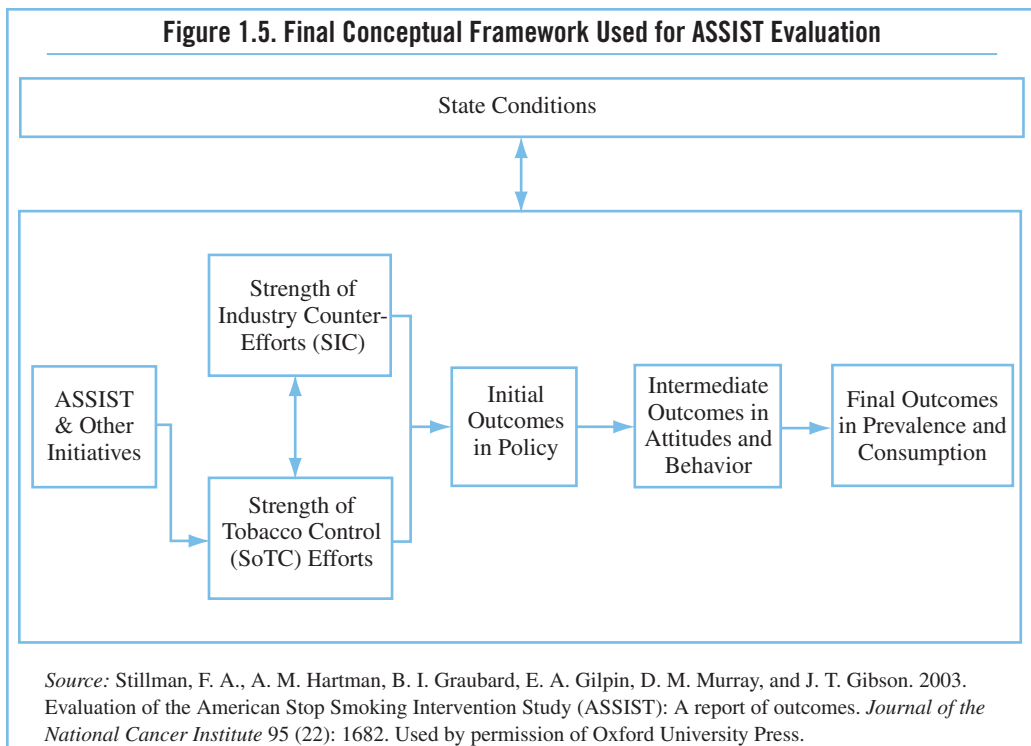 Figure 1.5. Final Conceptual Framework Used for ASSIST Evaluation
State Conditions
Strength of
Industry Counter-
Efforts (SIC)
ASSIST
& Other
Initiatives
Strength of
Tobacco Control
(SoTC) Efforts
Initial
Outcomes
in Policy
Intermediate
Outcomes in
Attitudes and
Behavior
Final Outcomes
in Prevalence and
Consumption
Source: Stillman, F. A., A. M. Hartman, B. I. Graubard, E. A. Gilpin, D. M. Murray, and J. T. Gibson. 2003.
Evaluation of the American Stop Smoking Intervention Study (ASSIST): A report of outcomes. Journal of the
National Cancer Institute 95 (22): 1682. Used by permission of Oxford University Press.